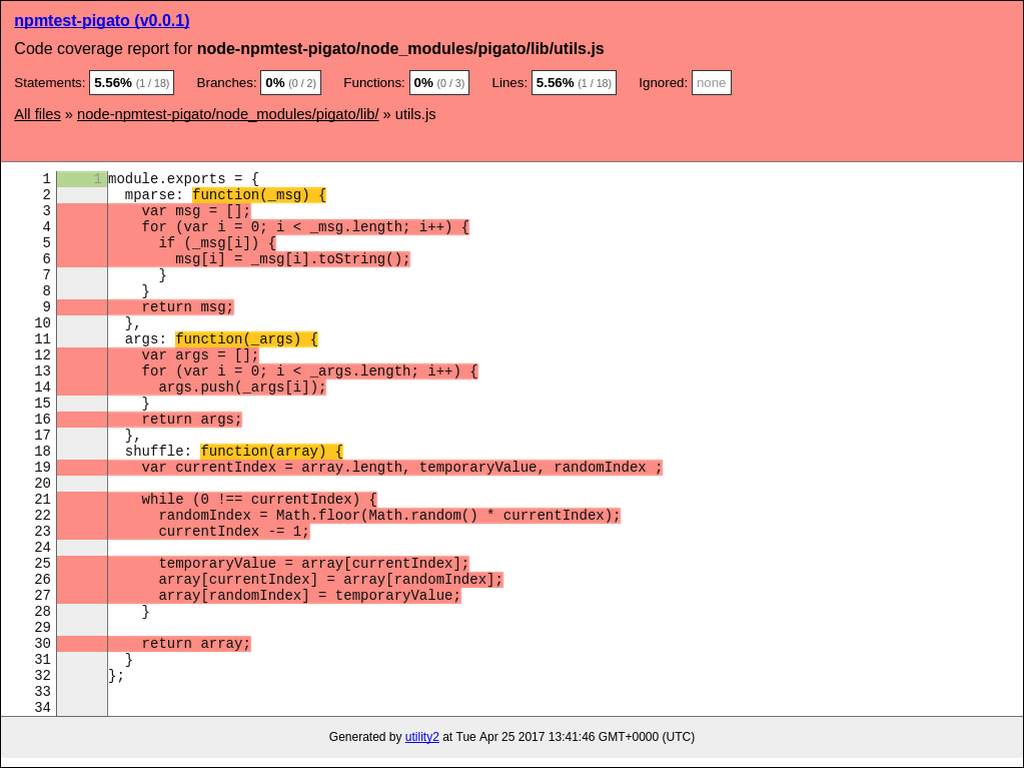 npmtest-pigato (v0.0.1)
Code coverage report for node-npmtest-pigato/node_modules/pigato/lib/utils.js
Statements: 5.56% (1 / 18) Branches: 0% (0 / 2) Functions: 0% (0 / 3) Lines: 5.56% (1 / 18) Ignored: none
All files » node-npmtest-pigato/node_modules/pigato/lib/ » utils.js
1 1 module.exports = {
2   mparse: function(_msg) {
3     var msg = [];
4     for (var i = 0; i < _msg.length; i++) {
5       if (_msg[i]) {
6         msg[i] = _msg[i].toString();
7       }
8     }
9     return msg;
10   },
11   args: function(_args) {
12     var args = [];
13     for (var i = 0; i < _args.length; i++) {
14       args.push(_args[i]);
15     }
16     return args;
17   },
18   shuffle: function(array) {
19     var currentIndex = array.length, temporaryValue, randomIndex ;
20
21     while (0 !== currentIndex) {
22       randomIndex = Math.floor(Math.random() * currentIndex);
23       currentIndex -= 1;
24
25       temporaryValue = array[currentIndex];
26       array[currentIndex] = array[randomIndex];
27       array[randomIndex] = temporaryValue;
28     }
29
30     return array;
31   }
32 };
33
34
Generated by utility2 at Tue Apr 25 2017 13:41:46 GMT+0000 (UTC)